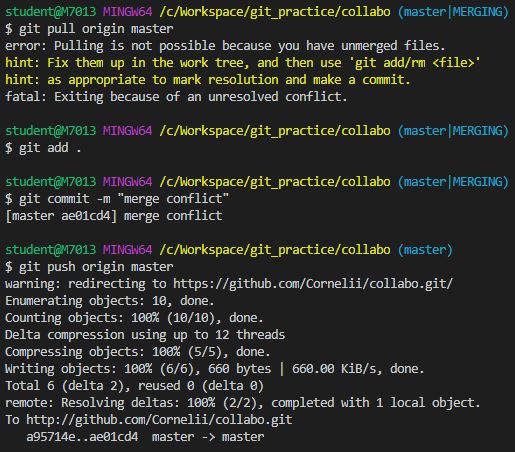 student@M7013 MINGW64 /c/Workspace/git_practice/collabo (master|MERGING)
$ git pull origin master
error: Pulling is not possible because you have unmerged files.
hint: Fix them up in the work tree, and then use 'git add/rm <file>'
hint: as appropriate to mark resolution and make a commit.
fatal: Exiting because of an unresolved conflict.
student@M7013 MINGW64 /c/Workspace/git_practice/collabo (master|MERGING)
$ git add .
student@M7013 MINGW64 /c/Workspace/git_practice/collabo (master|MERGING)
$ git commit -m "merge conflict"
[master ae01cd4] merge conflict
student@M7013 MINGW64 /c/Workspace/git_practice/collabo (master)
$ git push origin master
warning: redirecting to https://github.com/Cornelii/collabo.git/
Enumerating objects: 10, done.
Counting objects: 100% (10/10), done.
Delta compression using up to 12 threads
Compressing objects: 100% (5/5), done.
Writing objects: 100% (6/6), 660 bytes | 660.00 KiB/s, done.
Total 6 (delta 2), reused 0 (delta 0)
remote: Resolving deltas: 100% (2/2), completed with 1 local object.
To http://github.com/Cornelii/collabo.git
   a95714e..ae01cd4  master -> master